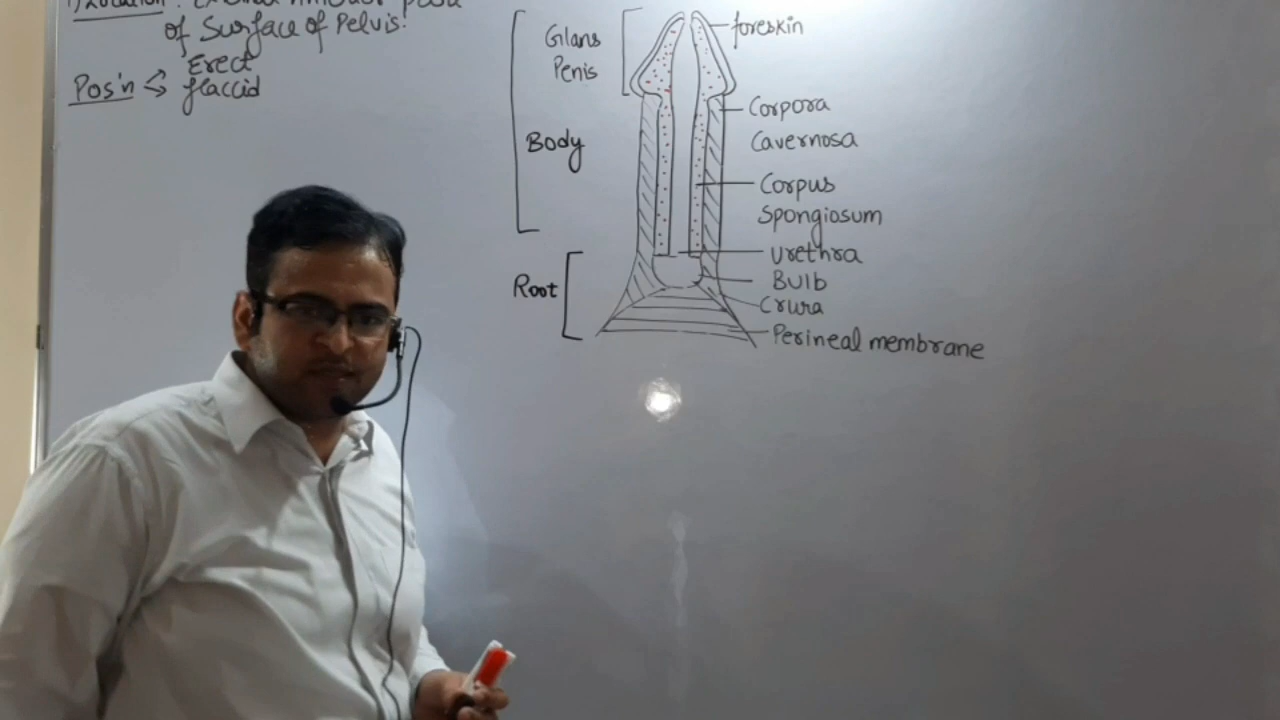 of Surface of Pelvis!
Erect
Pos'n
flaccid
Glans
Penis
Body
Root
foreskin
Corpora
Cavernosa
Corpus
Spongiosum
Urethra
Bulb
Crura
Perineal membrane